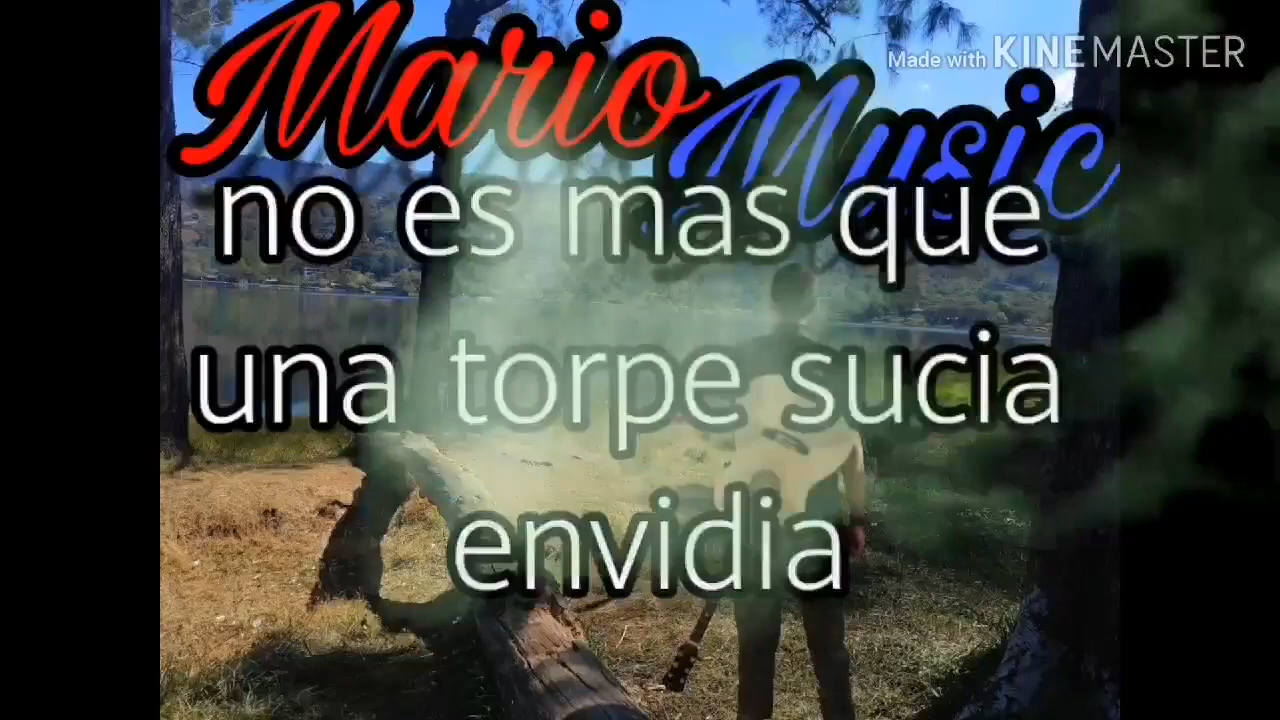 Made with KINEMASTER
Mario
Music
no es mas que
una torpe sucia
envidia